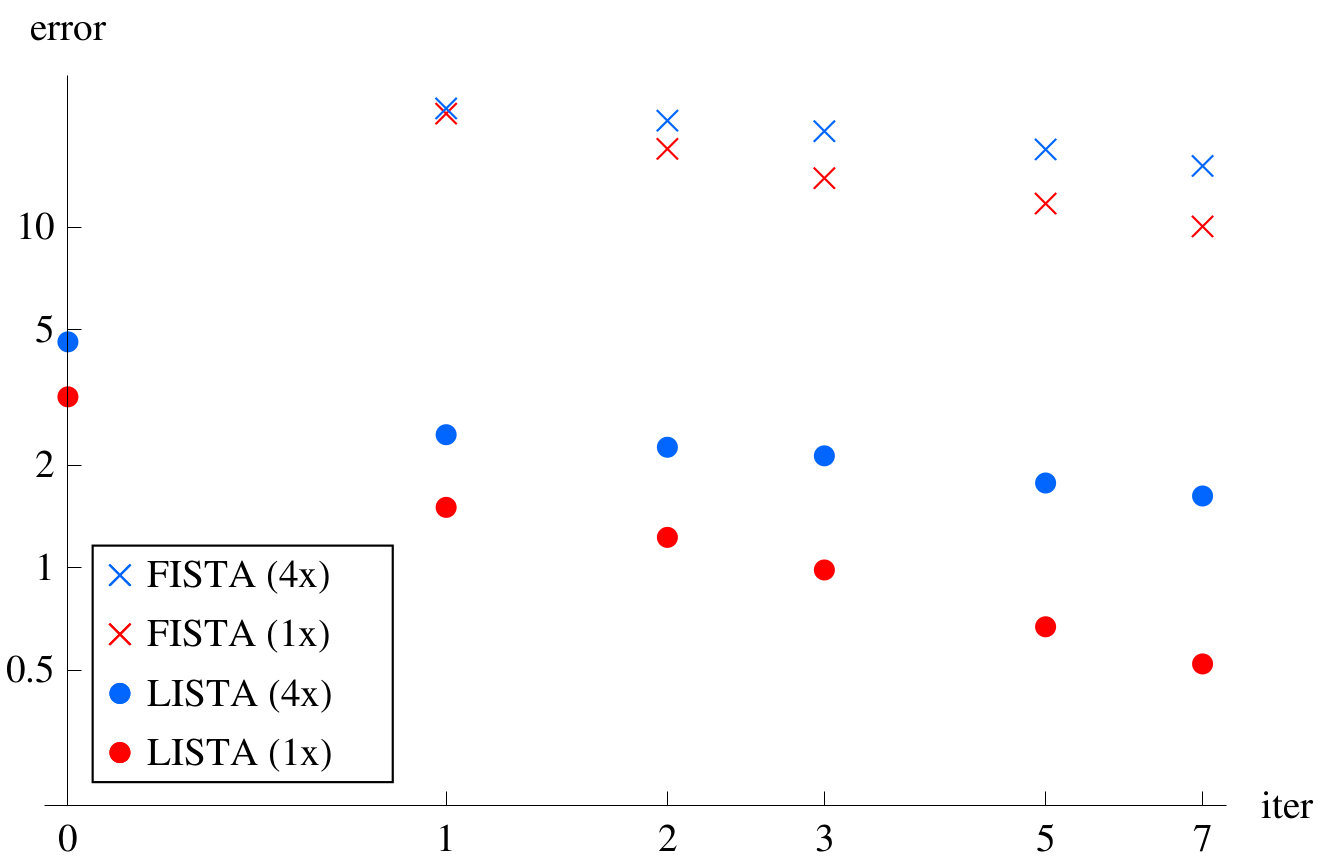 error
10
5
2
1
0.5
FISTA (4x)
FISTA (1x)
LISTA (4x)
LISTA (1x)
iter
0 1 2 3 5 7